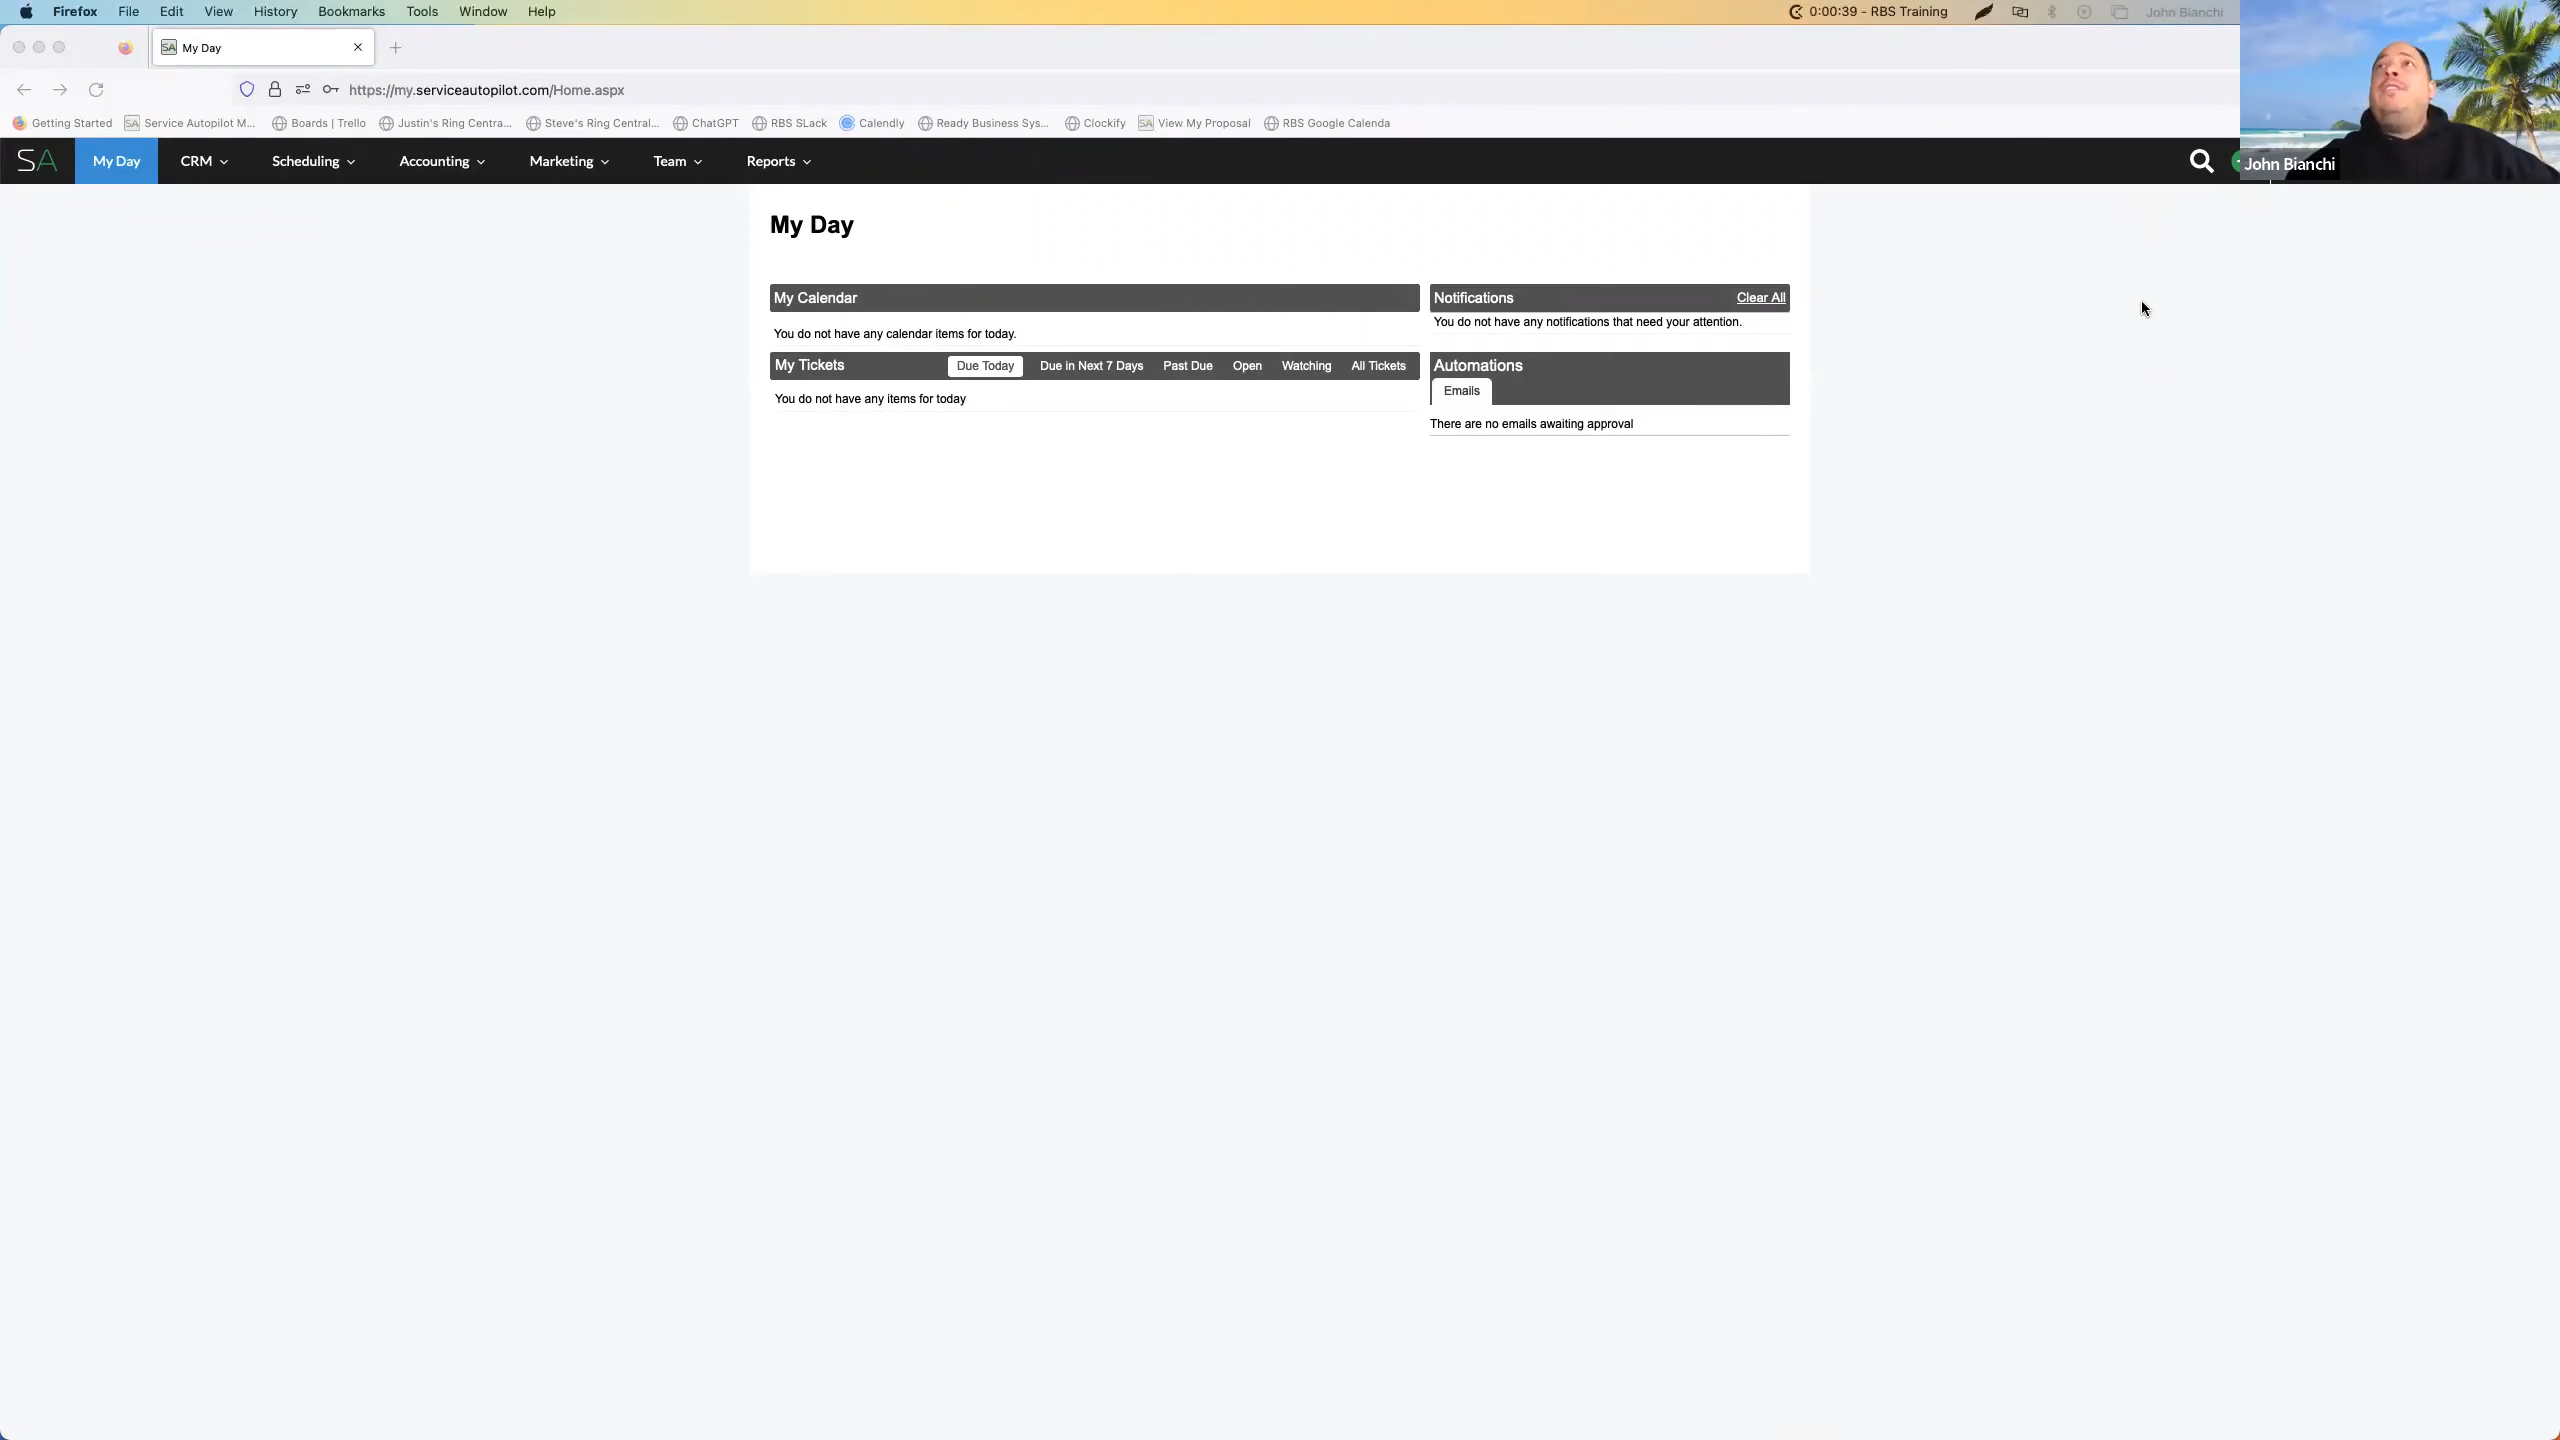 Firefox File Edit View History Bookmarks Tools Window Help 0:00:39 - RBS Training John Bianchi
SA My Day
https://my.serviceautopilot.com/Home.aspx
Getting Started SA Service Autopilot M... Boards | Trello Justin's Ring Centra... Steve's Ring Central... ChatGPT RBS SLack Calendly Ready Business Sys... Clockify SA View My Proposal RBS Google Calenda
SA My Day CRM Scheduling Accounting Marketing Team Reports John Bianchi
My Day
My Calendar
You do not have any calendar items for today.
My Tickets Due Today Due in Next 7 Days Past Due Open Watching All Tickets
You do not have any items for today
Notifications Clear All
You do not have any notifications that need your attention.
Automations
Emails
There are no emails awaiting approval